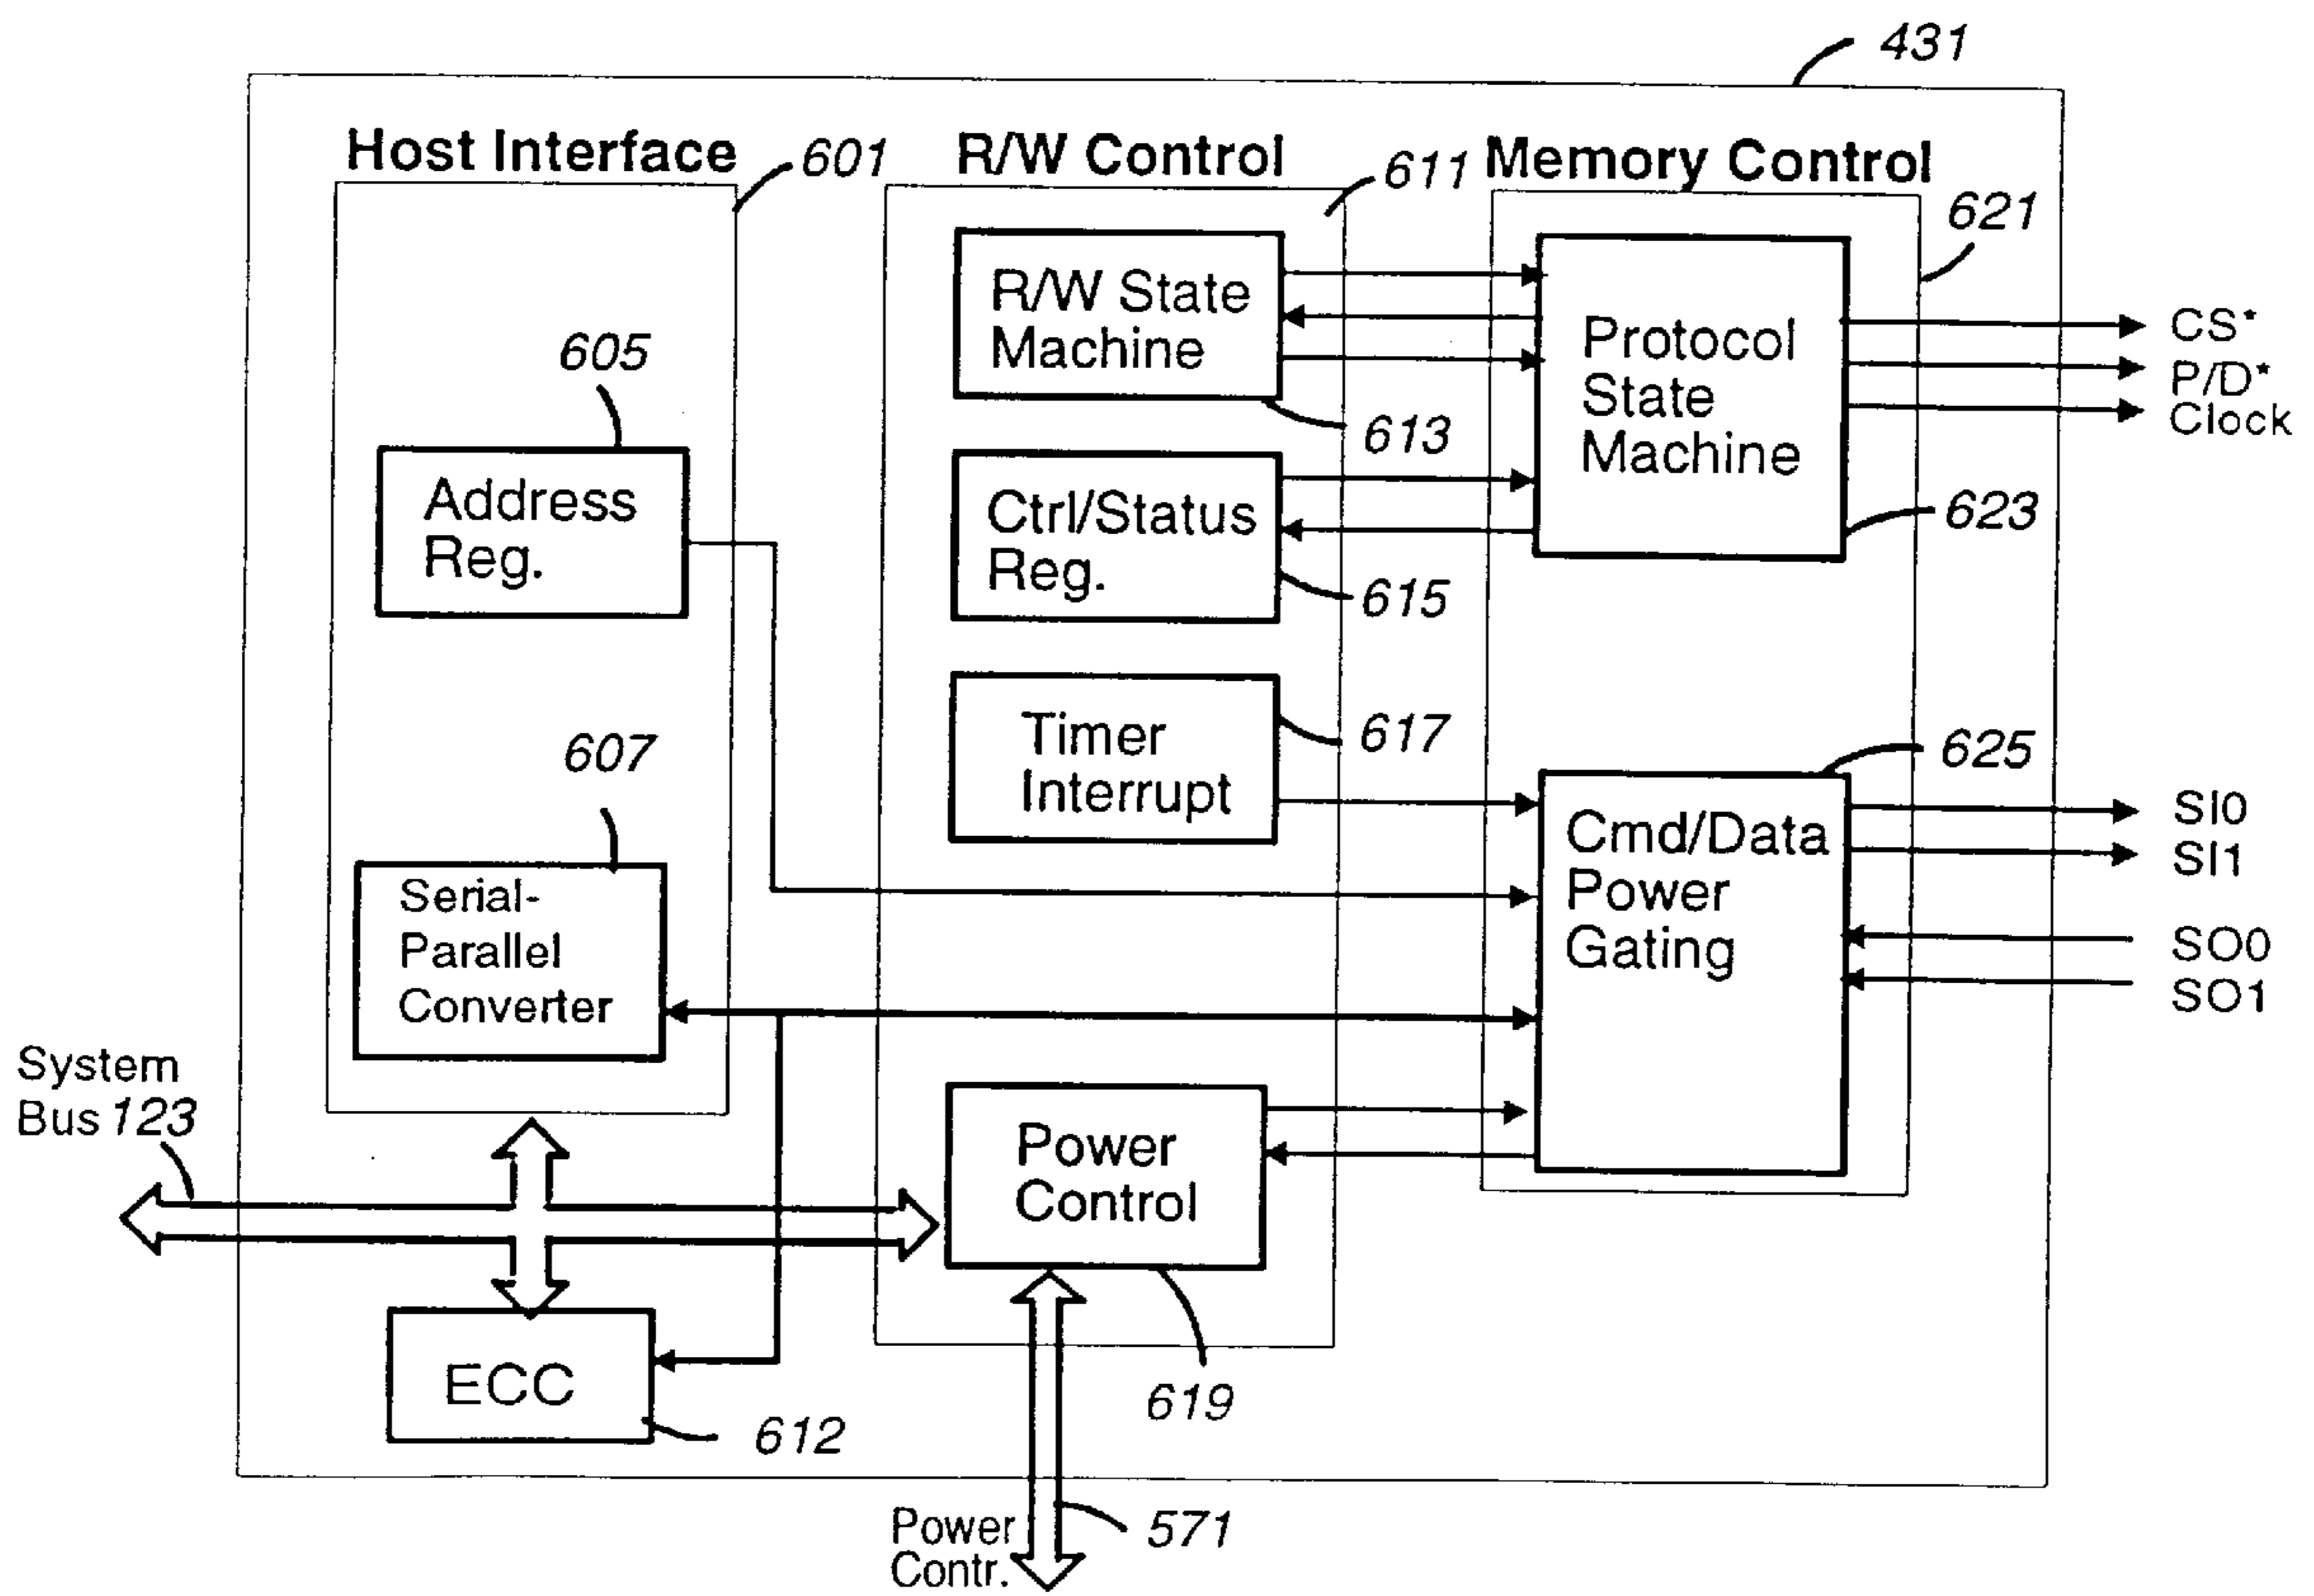 431
Host Interface
601
R/W Control
611
Memory Control
621
R/W State
Machine
613
Protocol
State
Machine
623
CS*
P/D*
Clock
605
Address
Reg.
Ctrl/Status
Reg.
615
Timer
Interrupt
617
607
Serial-
Parallel
Converter
625
Cmd/Data
Power
Gating
SI0
SI1
SO0
SO1
System
Bus 123
Power
Control
619
ECC
612
Power
Contr.
571